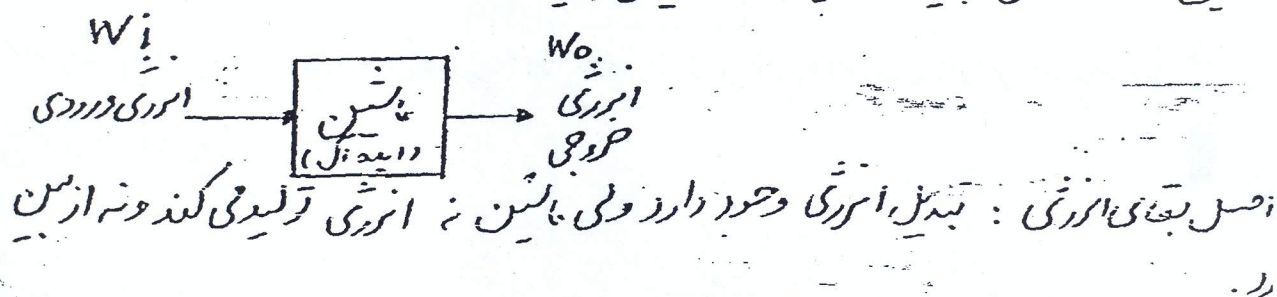 Wi
انرژی ورودی
ماشین
(ایده آل)
Wo
انرژی
خروجی
اصل بقای انرژی : تبدیل انرژی وجود دارد ولی ماشین نه انرژی تولید می کند و نه از بین